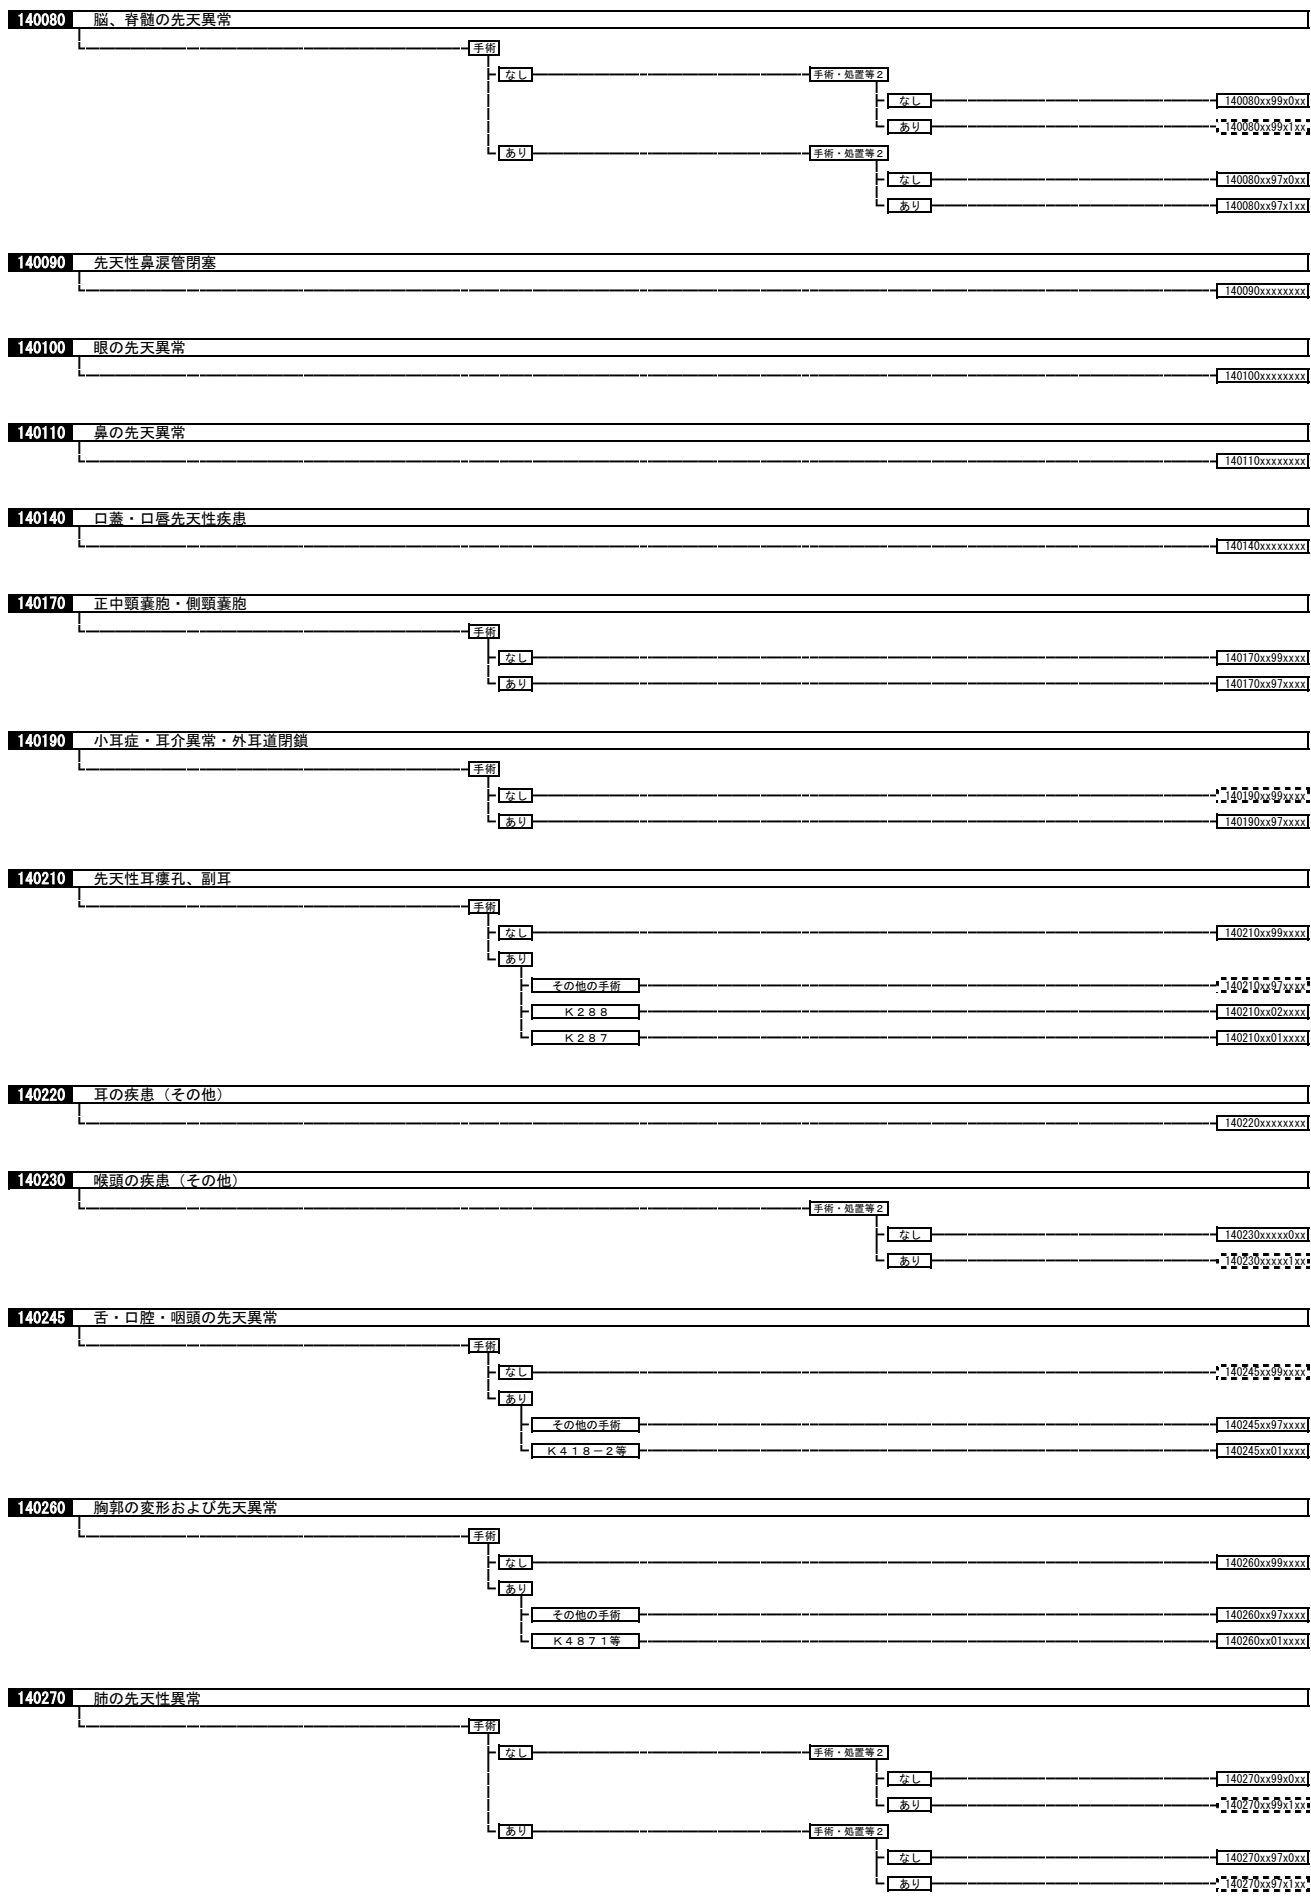 140080 脳、脊髄の先天異常
手術
なし 手術・処置等2
なし 140080xx99x0xx
あり 140080xx99x1xx
あり 手術・処置等2
なし 140080xx97x0xx
あり 140080xx97x1xx
140090 先天性鼻涙管閉塞
140090xxxxxxxx
140100 眼の先天異常
140100xxxxxxxx
140110 鼻の先天異常
140110xxxxxxxx
140140 口蓋・口唇先天性疾患
140140xxxxxxxx
140170 正中頸嚢胞・側頸嚢胞
手術
なし 140170xx99xxxx
あり 140170xx97xxxx
140190 小耳症・耳介異常・外耳道閉鎖
手術
なし 140190xx99xxxx
あり 140190xx97xxxx
140210 先天性耳瘻孔、副耳
手術
なし 140210xx99xxxx
あり
その他の手術 140210xx97xxxx
K288 140210xx02xxxx
K287 140210xx01xxxx
140220 耳の疾患（その他）
140220xxxxxxxx
140230 喉頭の疾患（その他）
手術・処置等2
なし 140230xxxxx0xx
あり 140230xxxxx1xx
140245 舌・口腔・咽頭の先天異常
手術
なし 140245xx99xxxx
あり
その他の手術 140245xx97xxxx
K418－2等 140245xx01xxxx
140260 胸郭の変形および先天異常
手術
なし 140260xx99xxxx
あり
その他の手術 140260xx97xxxx
K4871等 140260xx01xxxx
140270 肺の先天性異常
手術
なし 手術・処置等2
なし 140270xx99x0xx
あり 140270xx99x1xx
あり 手術・処置等2
なし 140270xx97x0xx
あり 140270xx97x1xx